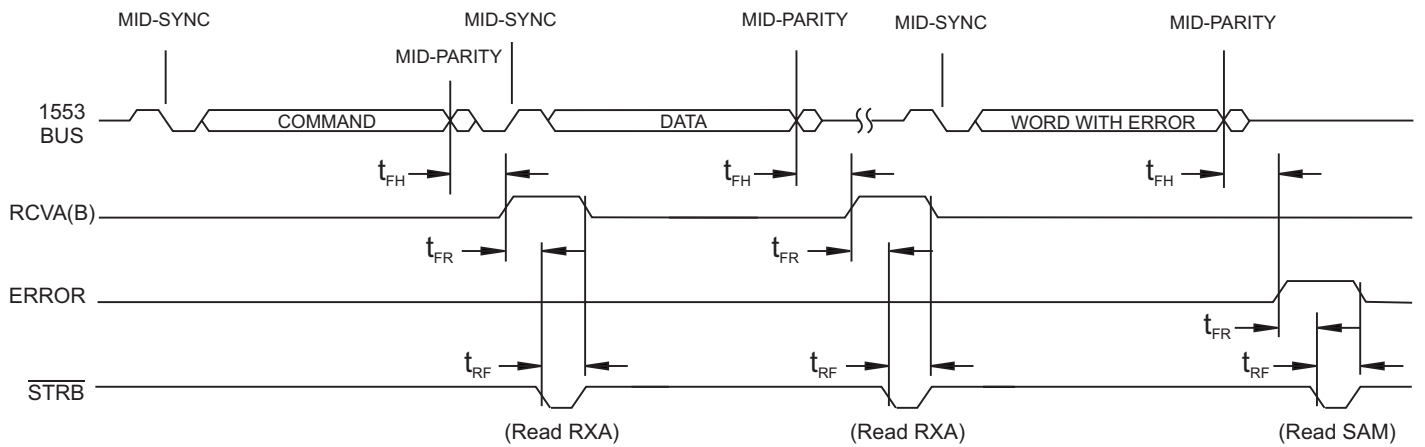 MID-SYNC MID-SYNC MID-PARITY MID-SYNC MID-PARITY
MID-PARITY
1553
BUS
COMMAND DATA WORD WITH ERROR
tFH tFH tFH
RCVA(B)
tFR tFR
ERROR
tFR
tRF tRF tRF
STRB
(Read RXA) (Read RXA) (Read SAM)